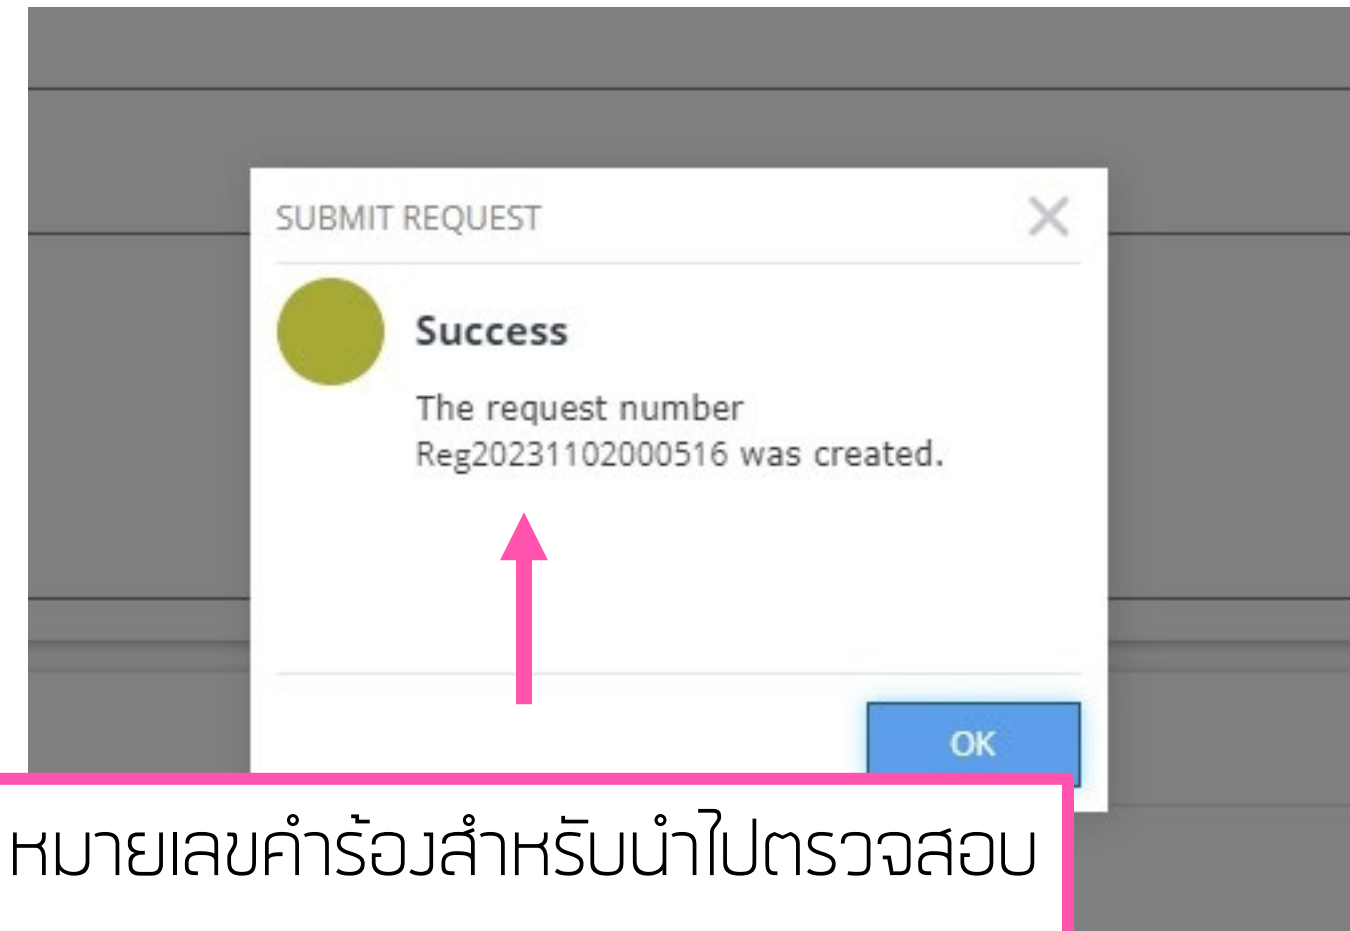 SUBMIT REQUEST
Success
The request number
Reg20231102000516 was created.
OK
หมายเลขคำร้องสำหรับนำไปตรวจสอบ